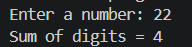 Enter a number: 22
Sum of digits = 4